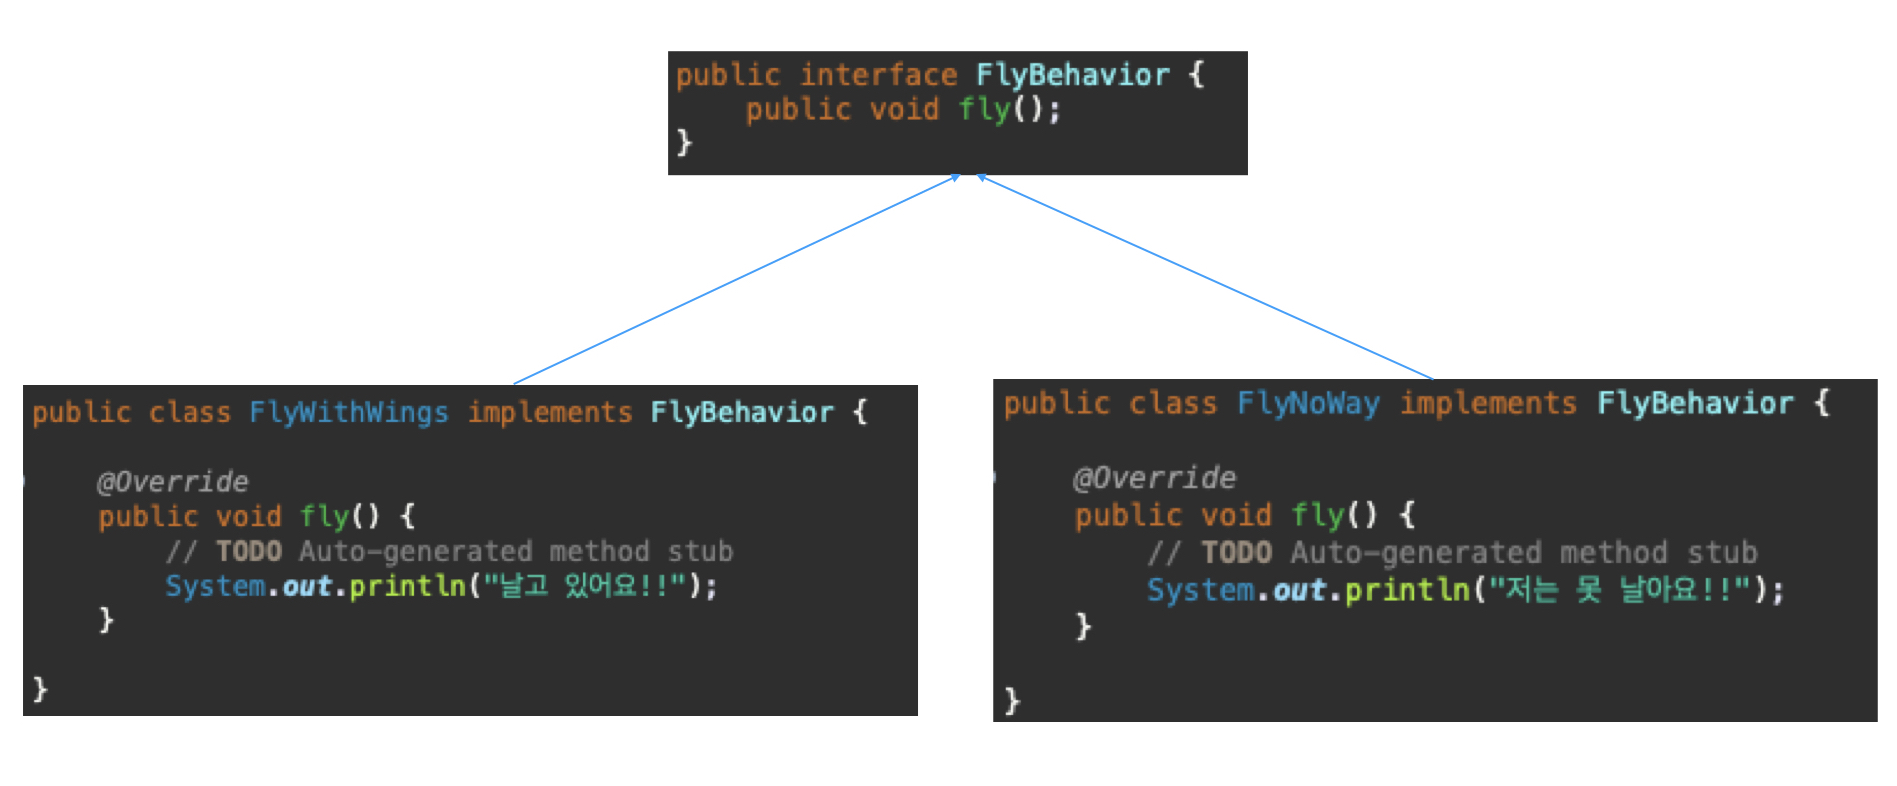 public interface FlyBehavior {
public void fly();
}
public class FlyWithWings implements FlyBehavior {
@Override
public void fly() {
// TODO Auto-generated method stub
System.out.println("날고 있어요!!");
}
}
public class FlyNoWay implements FlyBehavior {
@Override
public void fly() {
// TODO Auto-generated method stub
System.out.println("저는 못 날아요!!");
}
}